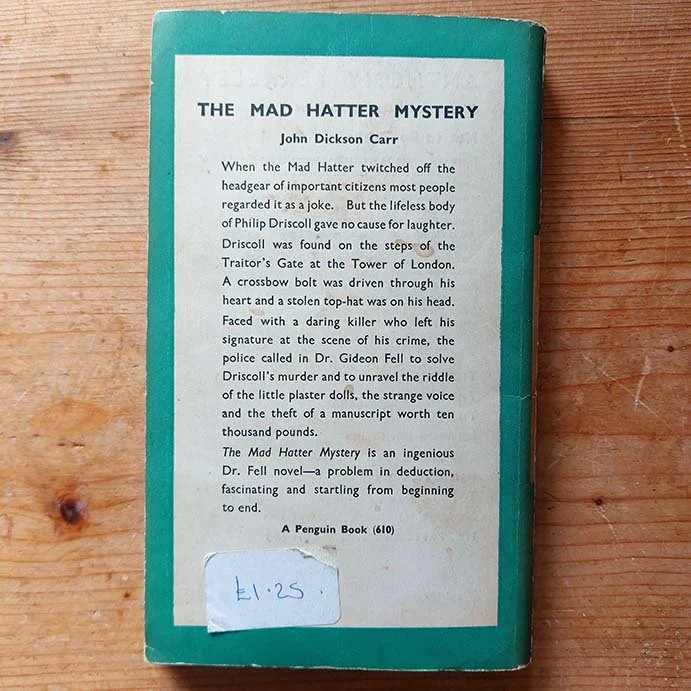 THE MAD HATTER MYSTERY
John Dickson Carr
When the Mad Hatter twitched off the
headgear of important citizens most people
regarded it as a joke. But the lifeless body
of Philip Driscoll gave no cause for laughter.
Driscoll was found on the steps of the
Traitor's Gate at the Tower of London.
A crossbow bolt was driven through his
heart and a stolen top-hat was on his head.
Faced with a daring killer who left his
signature at the scene of his crime, the
police called in Dr. Gideon Fell to solve
Driscoll's murder and to unravel the riddle
of the little plaster dolls, the strange voice
and the theft of a manuscript worth ten
thousand pounds.
The Mad Hatter Mystery is an ingenious
Dr. Fell novel—a problem in deduction,
fascinating and startling from beginning
to end.
A Penguin Book (610)
£1.25.